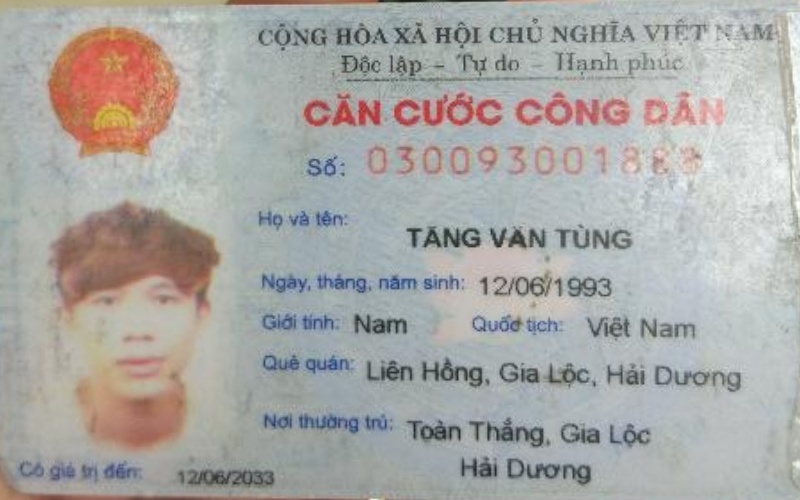 CỘNG HÒA XÃ HỘI CHỦ NGHĨA VIỆT NAM
Độc lập - Tự do - Hạnh phúc
CĂN CƯỚC CÔNG DÂN
Số:
Họ và tên:
TĂNG VĂN TÙNG
Ngày, tháng, năm sinh: 12/06/1993
Giới tính: Nam Quốc tịch: Việt Nam
Quê quán: Liên Hồng, Gia Lộc, Hải Dương
Nơi thường trú: Toàn Thắng, Gia Lộc
Hải Dương
Có giá trị đến: 12/06/2033